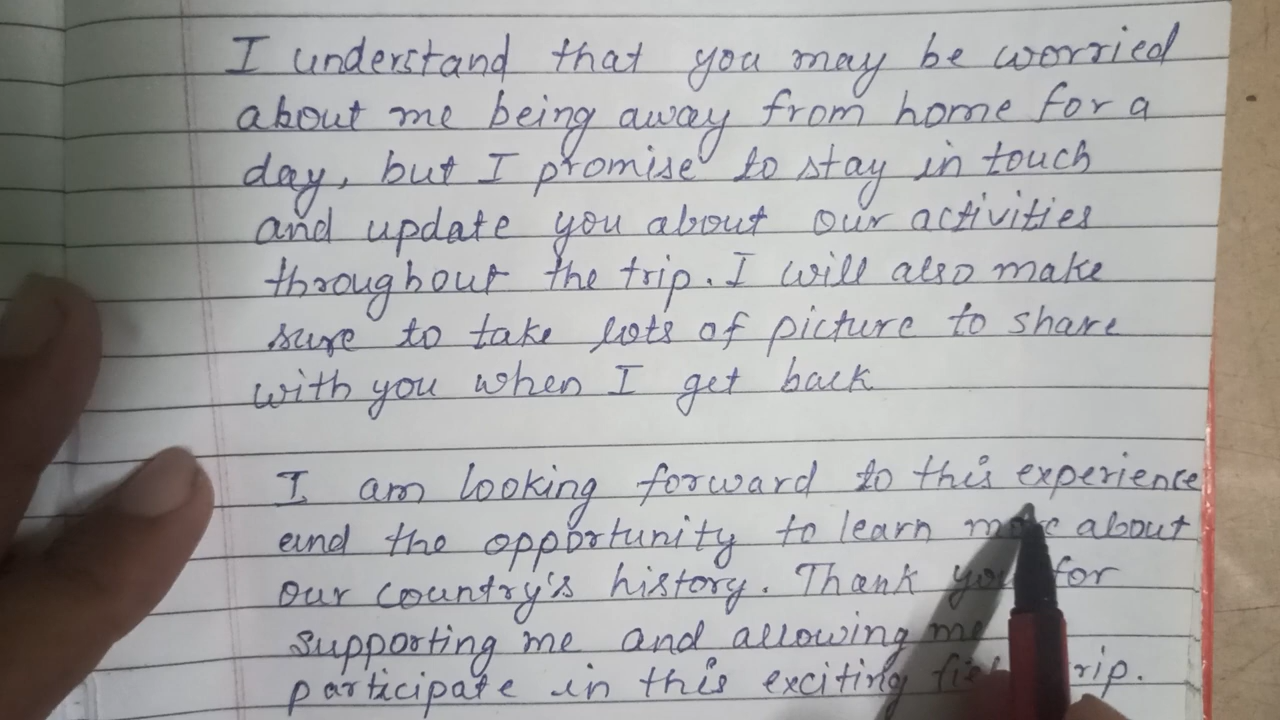 I understand that you may be worried
about me being away from home for a
day, but I promise to stay in touch
and update you about our activities
throughout the trip. I will also make
sure to take lots of picture to share
with you when I get back
I am looking forward to this experience
and the opportunity to learn more about
our country's history. Thank you for
supporting me and allowing me
participate in this exciting trip.